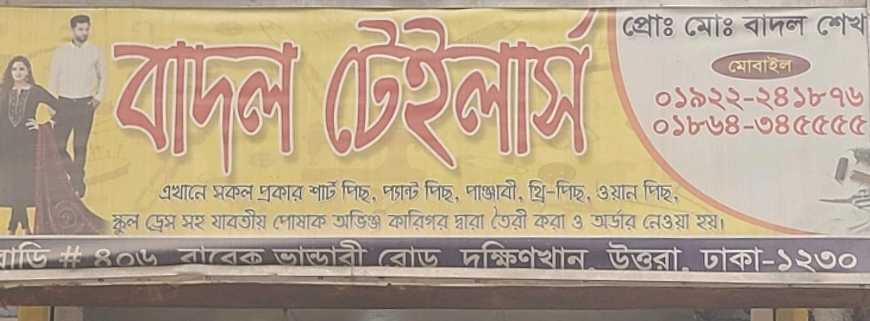 প্রোঃ মোঃ বাদল শেখ
বাদল টেইলার্স
মোবাইল
০১৯২২-২৪১৮৭৬
০১৮৬৪-৩৪৫৫৫৫
এখানে সকল প্রকার শার্ট পিছ, প্যান্ট পিছ, পাঞ্জাবী, থ্রি-পিছ, ওয়ান পিছ,
স্কুল ড্রেস সহ যাবতীয় পোষাক অভিজ্ঞ কারিগর দ্বারা তৈরী করা ও অর্ডার নেওয়া হয়।
বাড়ি # ৪০৬ বাবেক ভান্ডারী রোড দক্ষিণখান, উত্তরা, ঢাকা-১২৩০